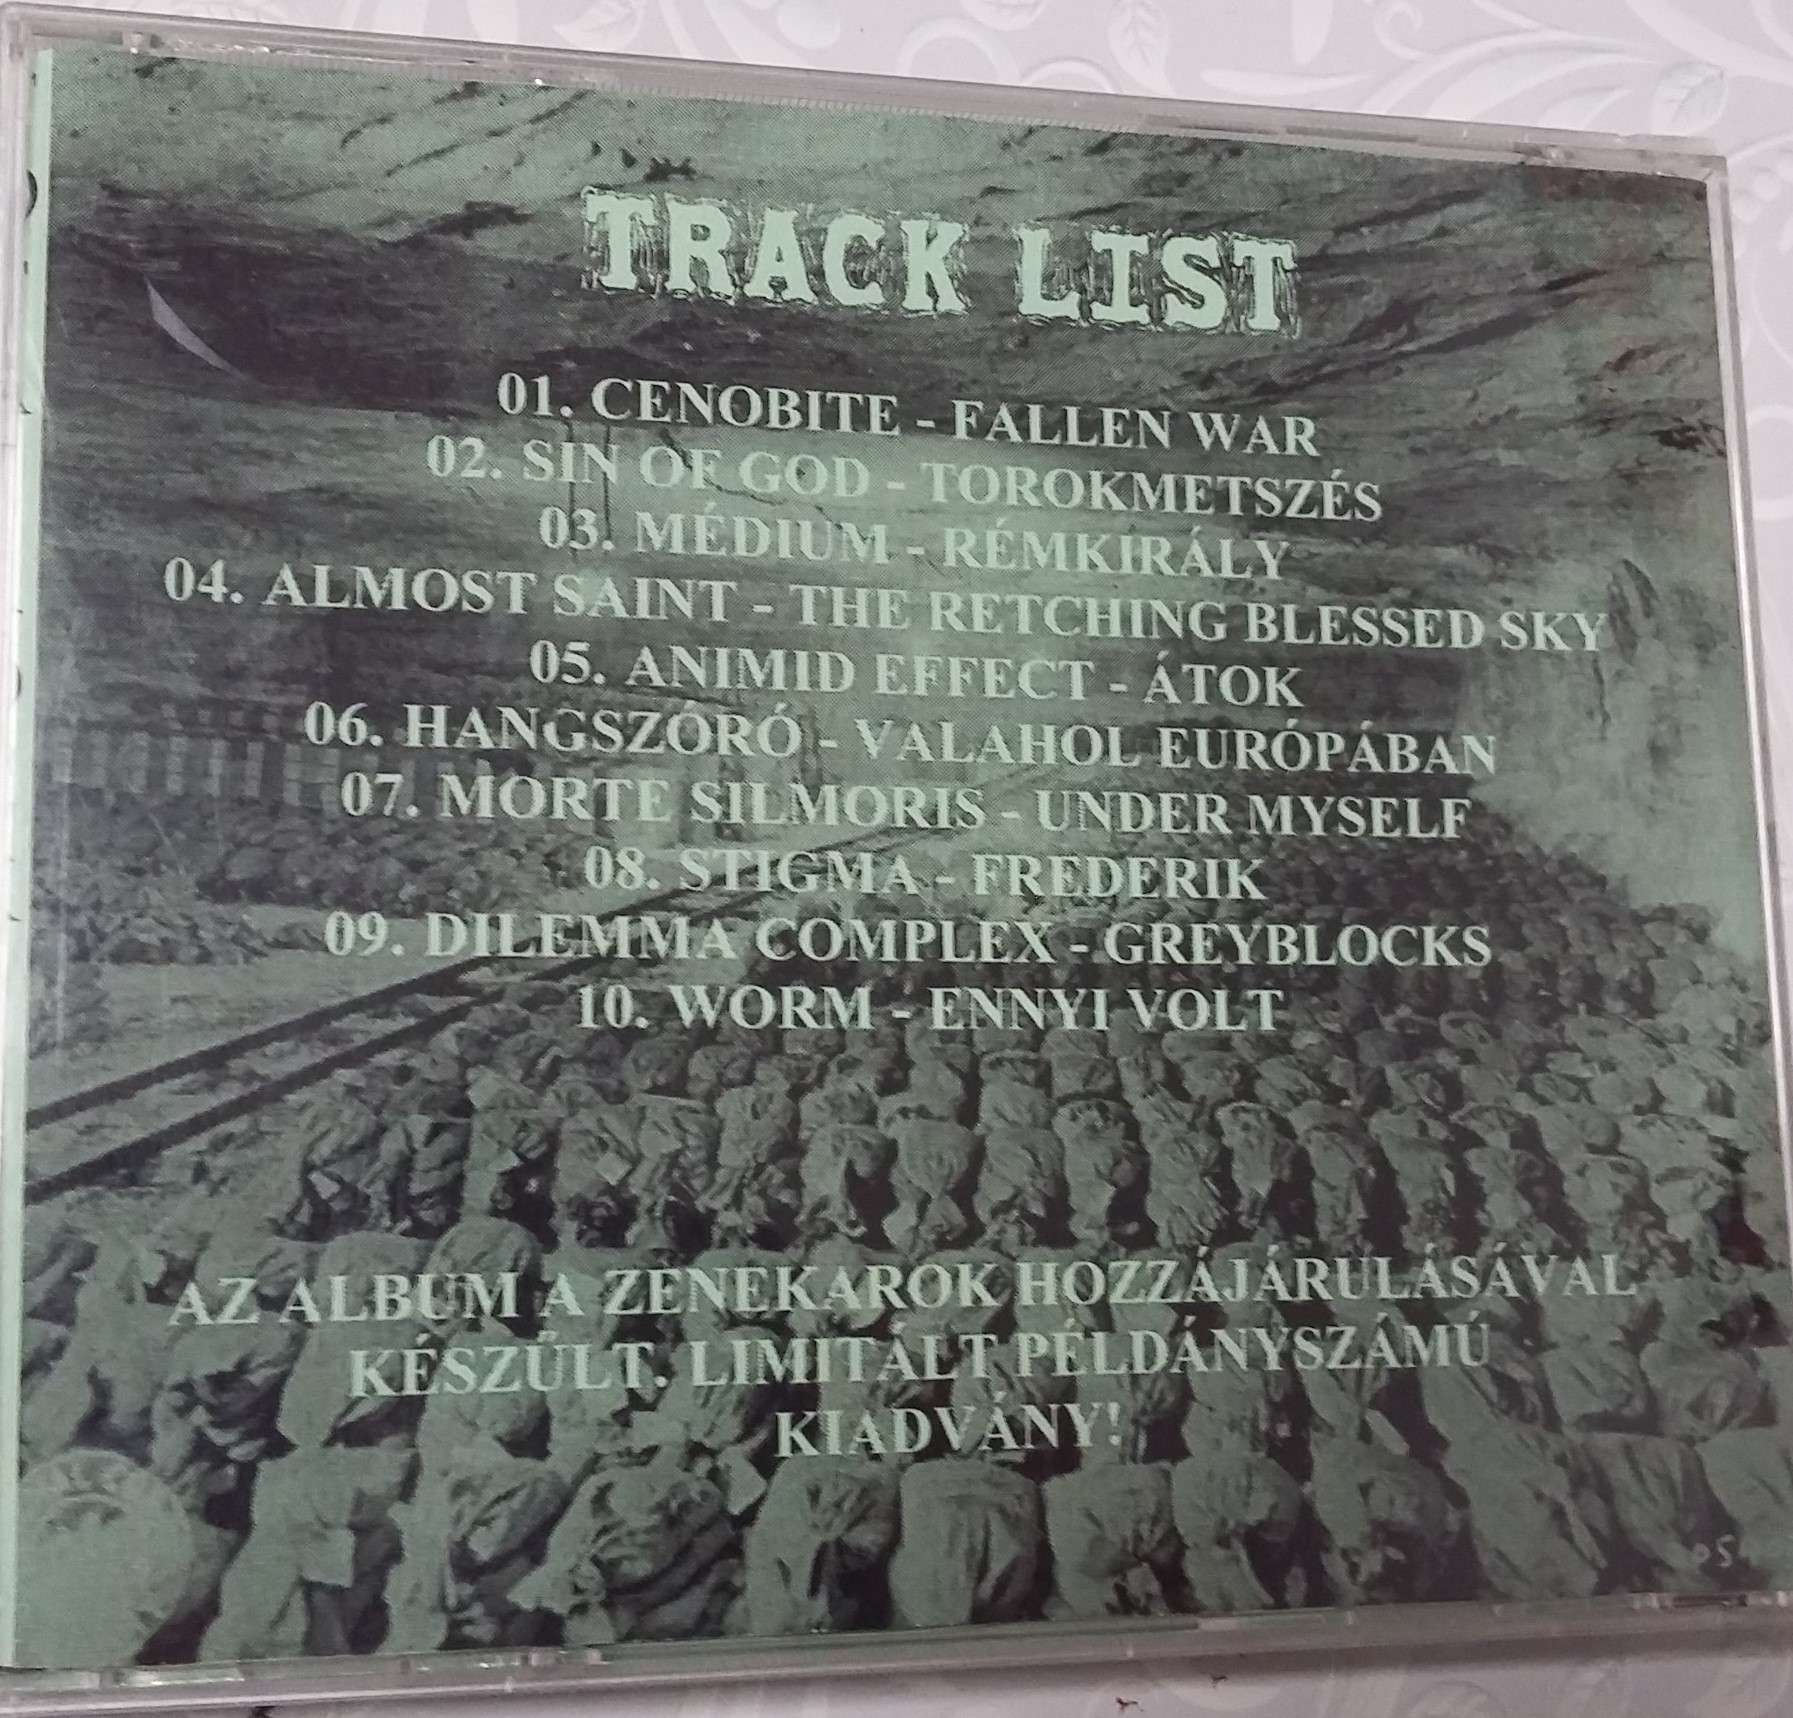 TRACK LIST
01. CENOBITE - FALLEN WAR
02. SIN OF GOD - TOROKMETSZÉS
03. MÉDIUM - RÉMKIRÁLY
04. ALMOST SAINT - THE RETCHING BLESSED SKY
05. ANIMID EFFECT - ÁTOK
06. HANGSZÓRÓ - VALAHOL EURÓPÁBAN
07. MORTE SILMORIS - UNDER MYSELF
08. STIGMA - FREDERIK
09. DILEMMA COMPLEX - GREYBLOCKS
10. WORM - ENNYI VOLT
AZ ALBUM A ZENEKAROK HOZZÁJÁRULÁSÁVAL
KÉSZŰLT. LIMITÁLT PÉLDÁNYSZÁMÚ
KIADVÁNY!